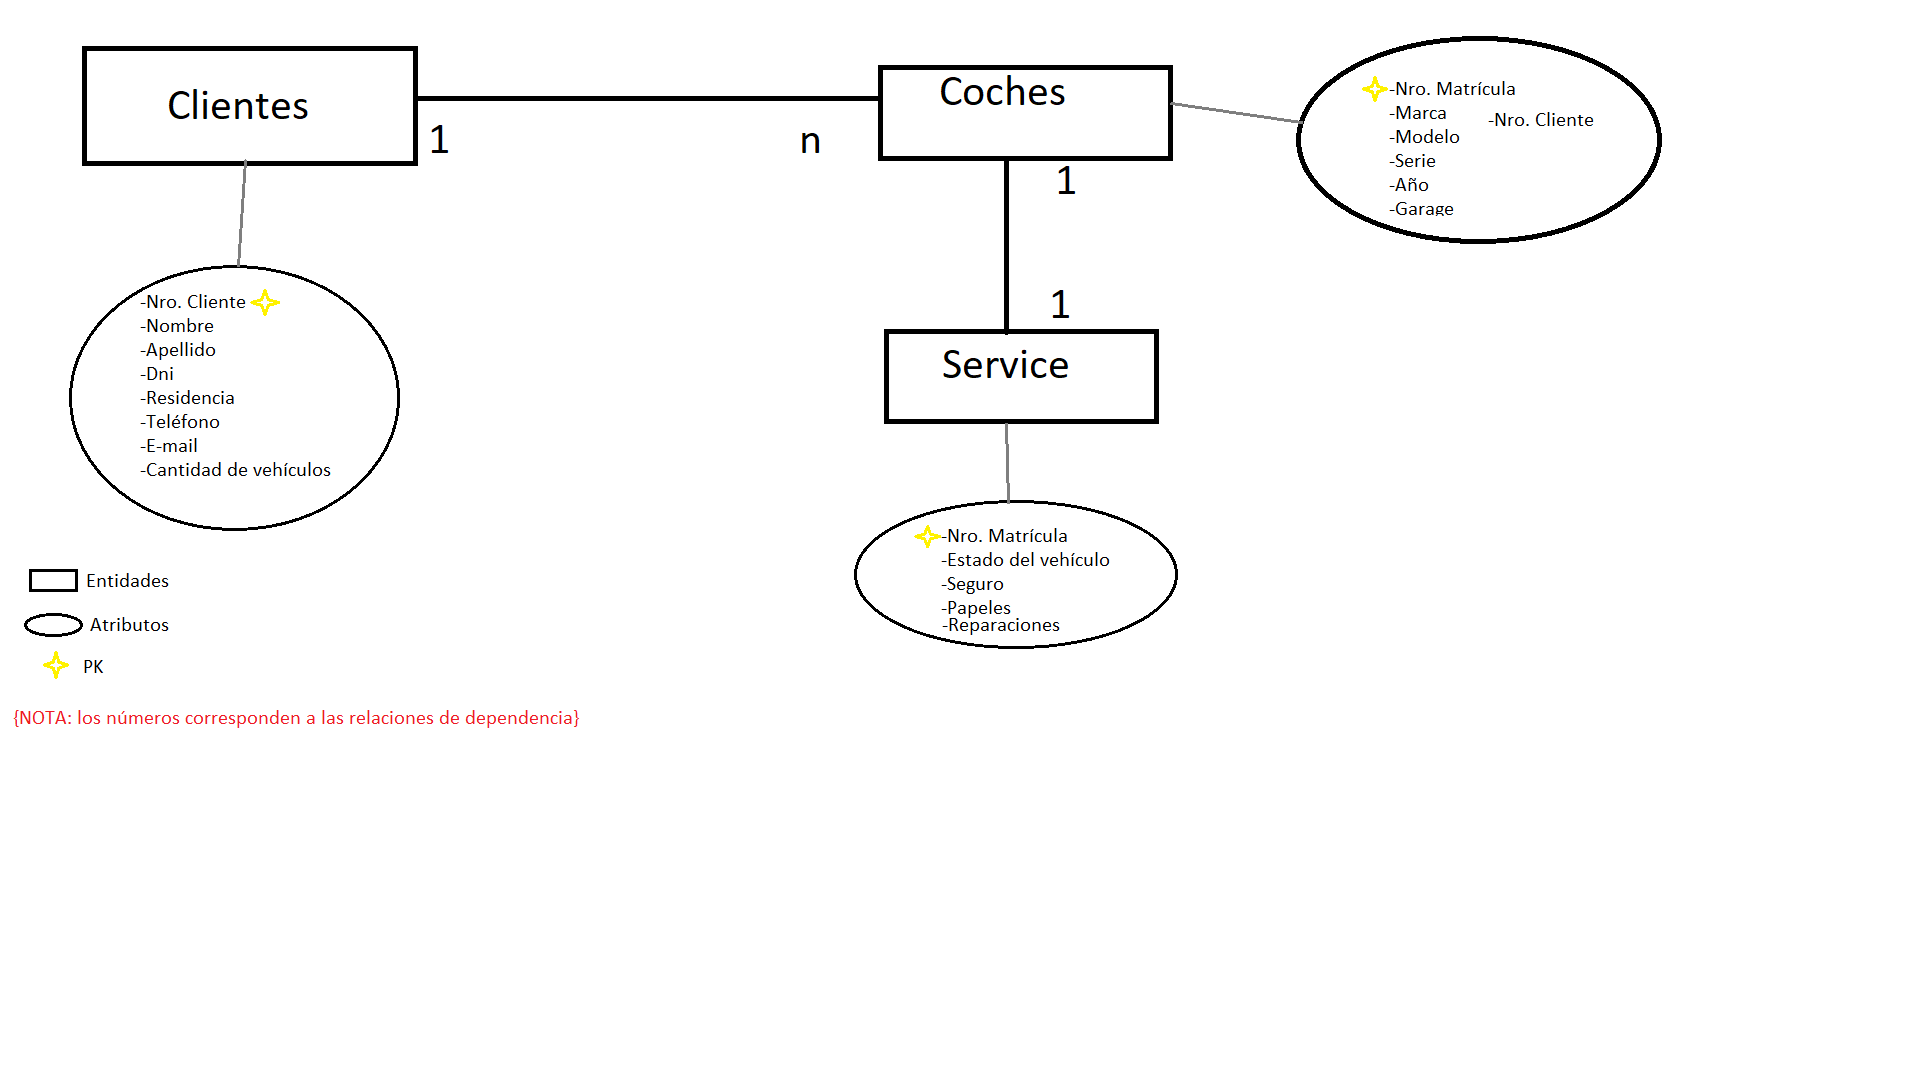 Clientes
1
n
Coches
1
-Nro. Matrícula
-Marca
-Modelo
-Serie
-Año
-Garage
-Nro. Cliente
1
Service
-Nro. Cliente
-Nombre
-Apellido
-Dni
-Residencia
-Teléfono
-E-mail
-Cantidad de vehículos
-Nro. Matrícula
-Estado del vehículo
-Seguro
-Papeles
-Reparaciones
Entidades
Atributos
PK
{NOTA: los números corresponden a las relaciones de dependencia}